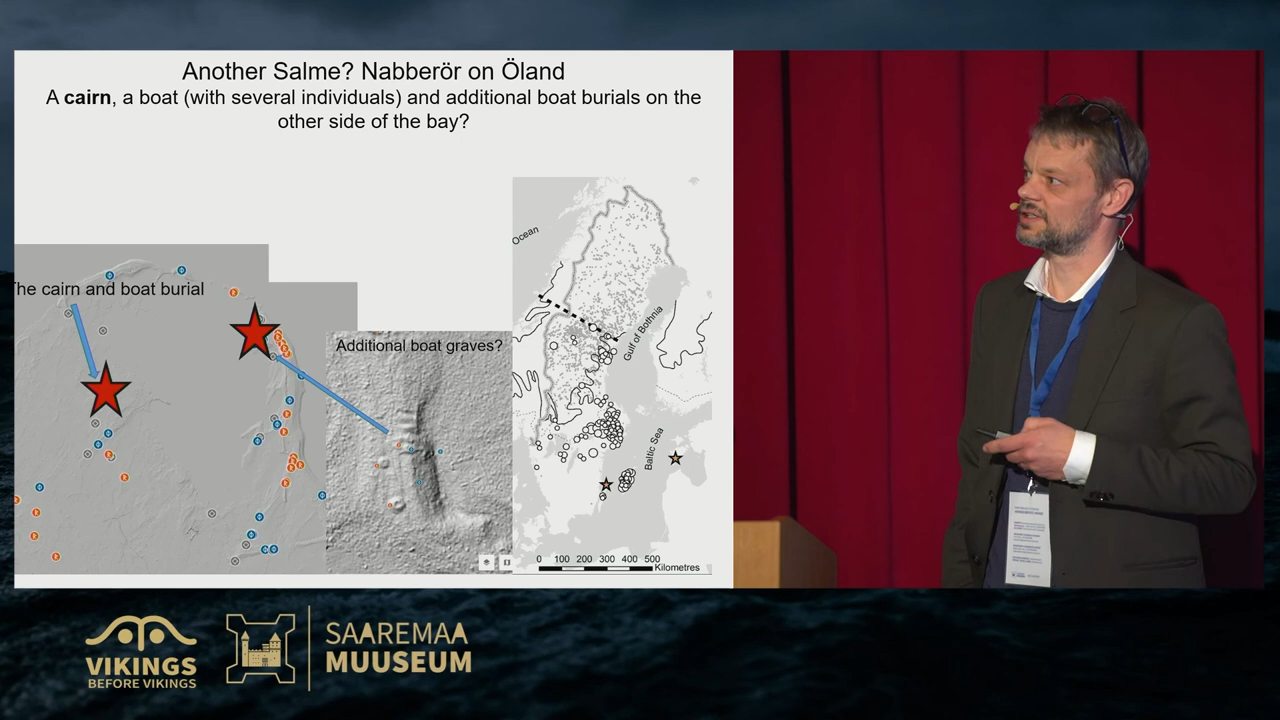 Another Salme? Nabberör on Öland
A cairn, a boat (with several individuals) and additional boat burials on the
other side of the bay?
The cairn and boat burial
Additional boat graves?
Ocean
Gulf of Bothnia
Baltic Sea
0 100 200 300 400 500
Kilometres
VIKINGS
BEFORE VIKINGS
SAAREMAA
MUUSEUM